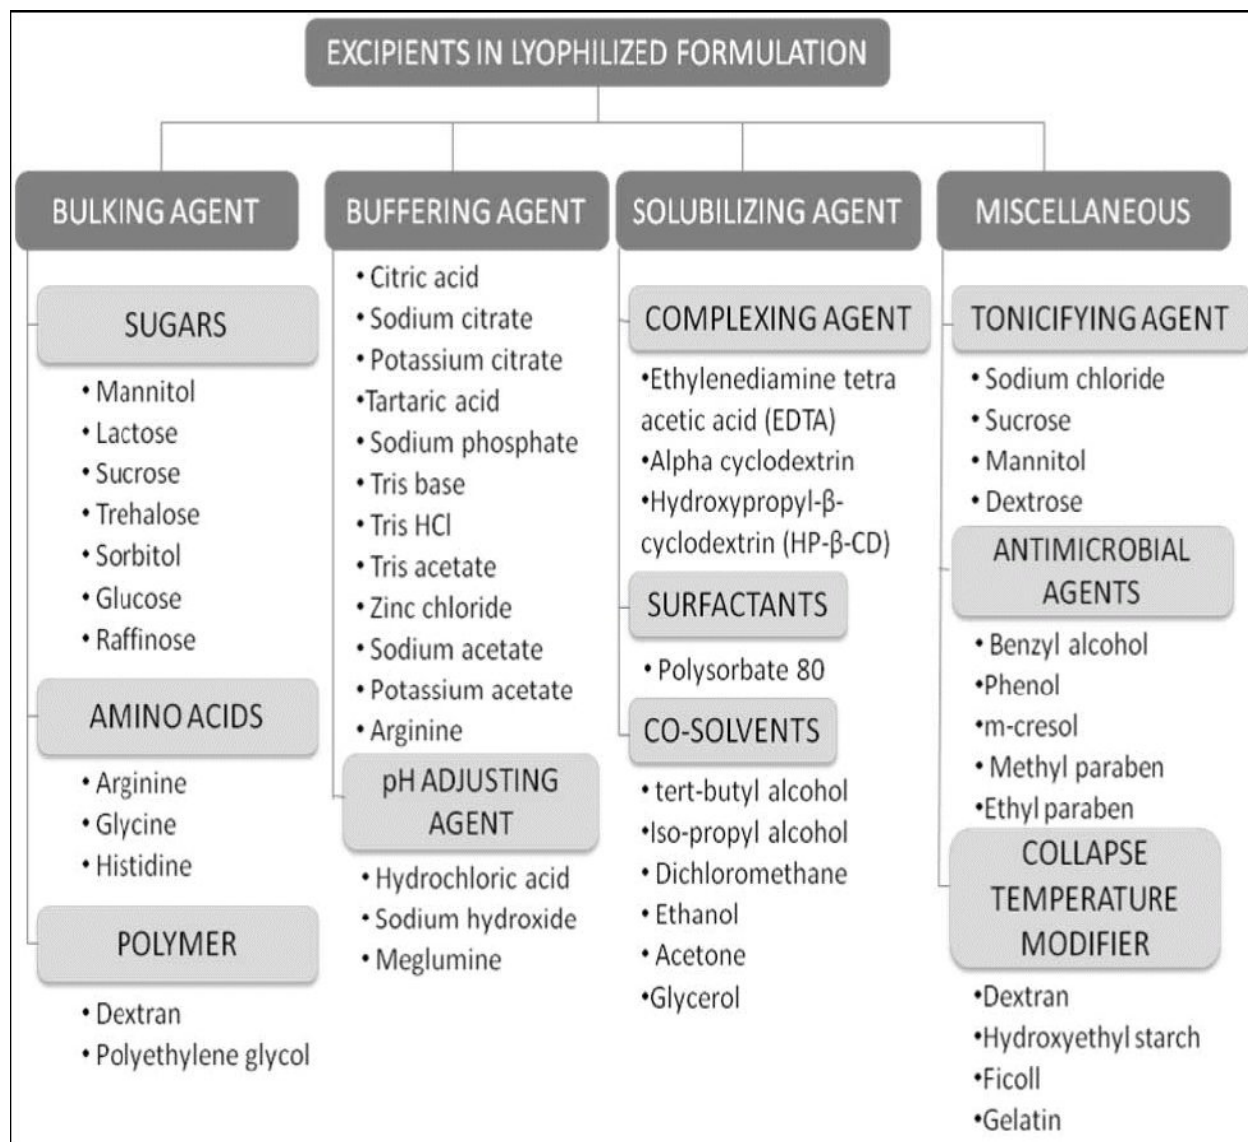 EXCIPIENTS IN LYOPHILIZED FORMULATION
BULKING AGENT
SUGARS
• Mannitol
• Lactose
• Sucrose
• Trehalose
• Sorbitol
• Glucose
• Raffinose
AMINO ACIDS
• Arginine
• Glycine
• Histidine
POLYMER
• Dextran
• Polyethylene glycol
BUFFERING AGENT
• Citric acid
• Sodium citrate
• Potassium citrate
•Tartaric acid
• Sodium phosphate
• Tris base
• Tris HCl
• Tris acetate
• Zinc chloride
• Sodium acetate
• Potassium acetate
• Arginine
pH ADJUSTING
AGENT
• Hydrochloric acid
• Sodium hydroxide
• Meglumine
SOLUBILIZING AGENT
COMPLEXING AGENT
•Ethylenediamine tetra
acetic acid (EDTA)
•Alpha cyclodextrin
•Hydroxypropyl-β-
cyclodextrin (HP-β-CD)
SURFACTANTS
• Polysorbate 80
CO-SOLVENTS
• tert-butyl alcohol
•Iso-propyl alcohol
• Dichloromethane
• Ethanol
• Acetone
•Glycerol
MISCELLANEOUS
TONICIFYING AGENT
• Sodium chloride
• Sucrose
• Mannitol
• Dextrose
ANTIMICROBIAL
AGENTS
• Benzyl alcohol
•Phenol
•m-cresol
• Methyl paraben
•Ethyl paraben
COLLAPSE
TEMPERATURE
MODIFIER
•Dextran
•Hydroxyethyl starch
•Ficoll
•Gelatin